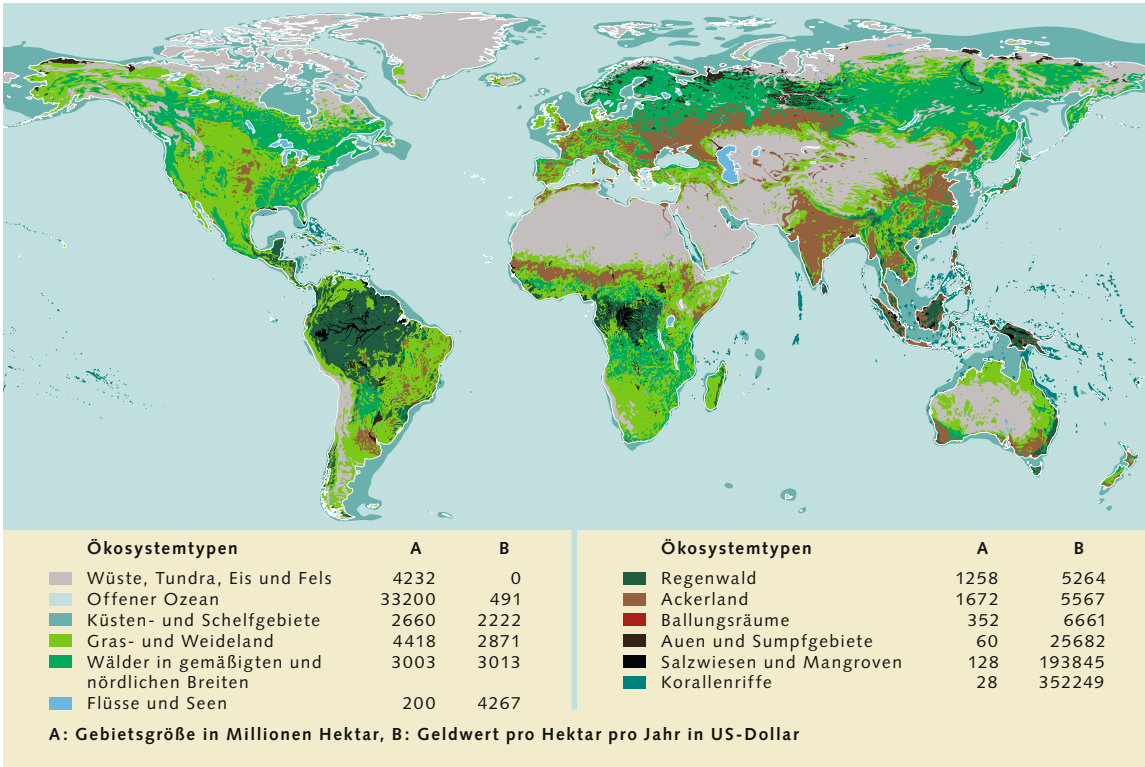 Ökosystemtypen A B
Wüste, Tundra, Eis und Fels 4232 0
Offener Ozean 33200 491
Küsten- und Schelfgebiete 2660 2222
Gras- und Weideland 4418 2871
Wälder in gemäßigten und 3003 3013
nördlichen Breiten
Flüsse und Seen 200 4267
Ökosystemtypen A B
Regenwald 1258 5264
Ackerland 1672 5567
Ballungsräume 352 6661
Auen und Sumpfgebiete 60 25682
Salzwiesen und Mangroven 128 193845
Korallenriffe 28 352249
A: Gebietsgröße in Millionen Hektar, B: Geldwert pro Hektar pro Jahr in US-Dollar